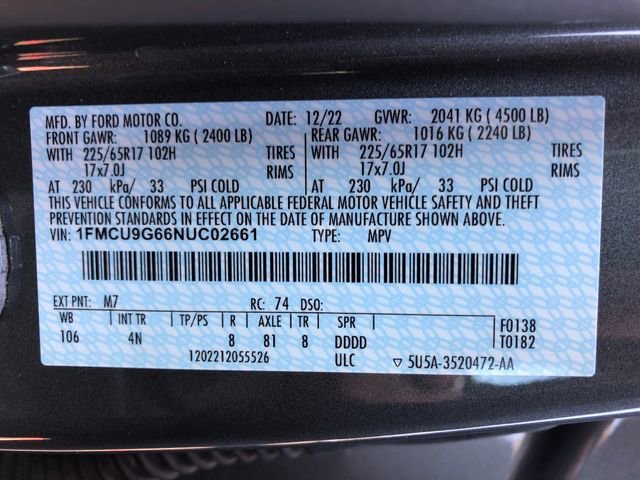 MFD. BY FORD MOTOR CO. DATE: 12/22 GVWR: 2041 KG ( 4500 LB)
FRONT GAWR: 1089 KG ( 2400 LB) REAR GAWR: 1016 KG ( 2240 LB)
WITH 225/65R17 102H TIRES WITH 225/65R17 102H TIRES
17x7.0J RIMS 17x7.0J RIMS
AT 230 kPa/ 33 PSI COLD AT 230 kPa/ 33 PSI COLD
THIS VEHICLE CONFORMS TO ALL APPLICABLE FEDERAL MOTOR VEHICLE SAFETY AND THEFT
PREVENTION STANDARDS IN EFFECT ON THE DATE OF MANUFACTURE SHOWN ABOVE.
VIN: 1FMCU9G66NUC02661 TYPE: MPV
EXT PNT: M7 RC: 74 DSO:
WB INT TR TP/PS R AXLE TR SPR F0138
106 4N 8 81 8 DDDD T0182
1202212055526 ULC ▽ 5U5A-3520472-AA